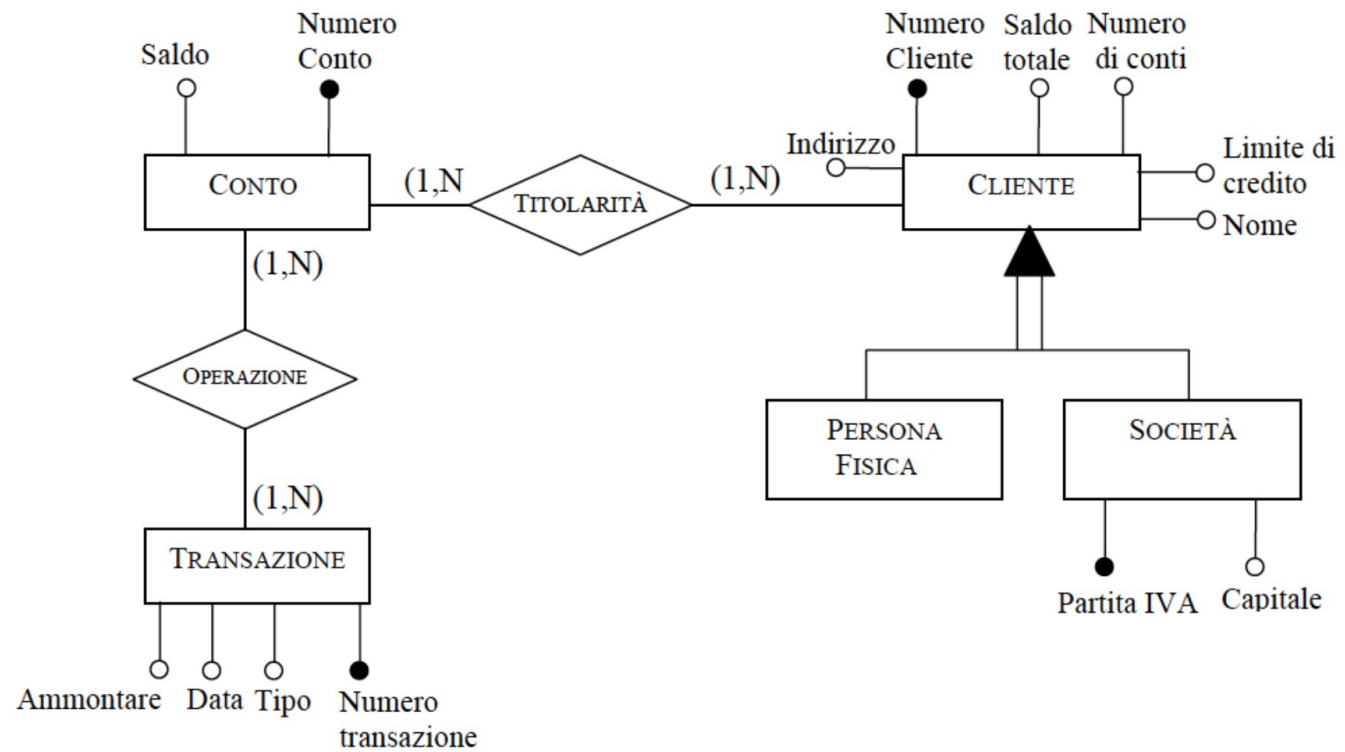 Saldo
Numero
Conto
Numero
Cliente
Saldo
totale
Numero
di conti
Indirizzo
Limite di
credito
Nome
CONTO
(1,N
TITOLARITÀ
(1,N)
CLIENTE
(1,N)
OPERAZIONE
(1,N)
PERSONA
FISICA
SOCIETÀ
Partita IVA
Capitale
TRANSAZIONE
Ammontare
Data
Tipo
Numero
transazione